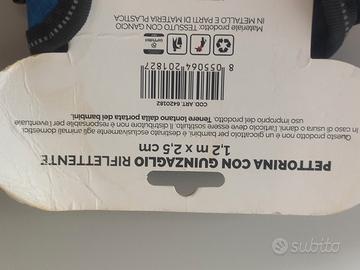 PETTORINA CON GUINZAGLIO RIFLETTENTE
1,2 m x 2,5 cm
Questo non è un giocattolo per bambini, è destinato esclusivamente agli animali domestici.
In caso di usura o danni l'articolo deve essere sostituito. Il distributore non è responsabile per l'eventuale
uso improprio del prodotto. Tenere lontano dalla portata dei bambini.
COD. ART. 6420182
8 055064 201827
Materiale prodotto: TESSUTO CON GANCIO
IN METALLO E PARTI DI MATERIA PLASTICA
subito